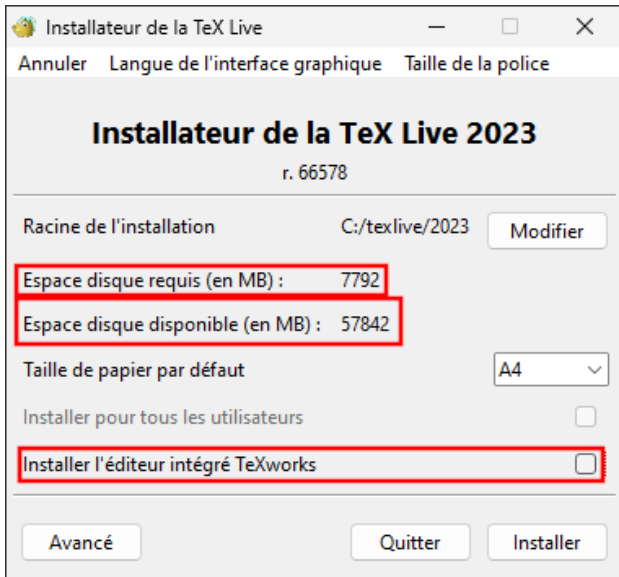 Installateur de la TeX Live
Annuler Langue de l'interface graphique Taille de la police
Installateur de la TeX Live 2023
r. 66578
Racine de l'installation C:/texlive/2023 Modifier
Espace disque requis (en MB) : 7792
Espace disque disponible (en MB) : 57842
Taille de papier par défaut A4
Installer pour tous les utilisateurs
Installer l'éditeur intégré TeXworks
Avancé Quitter Installer